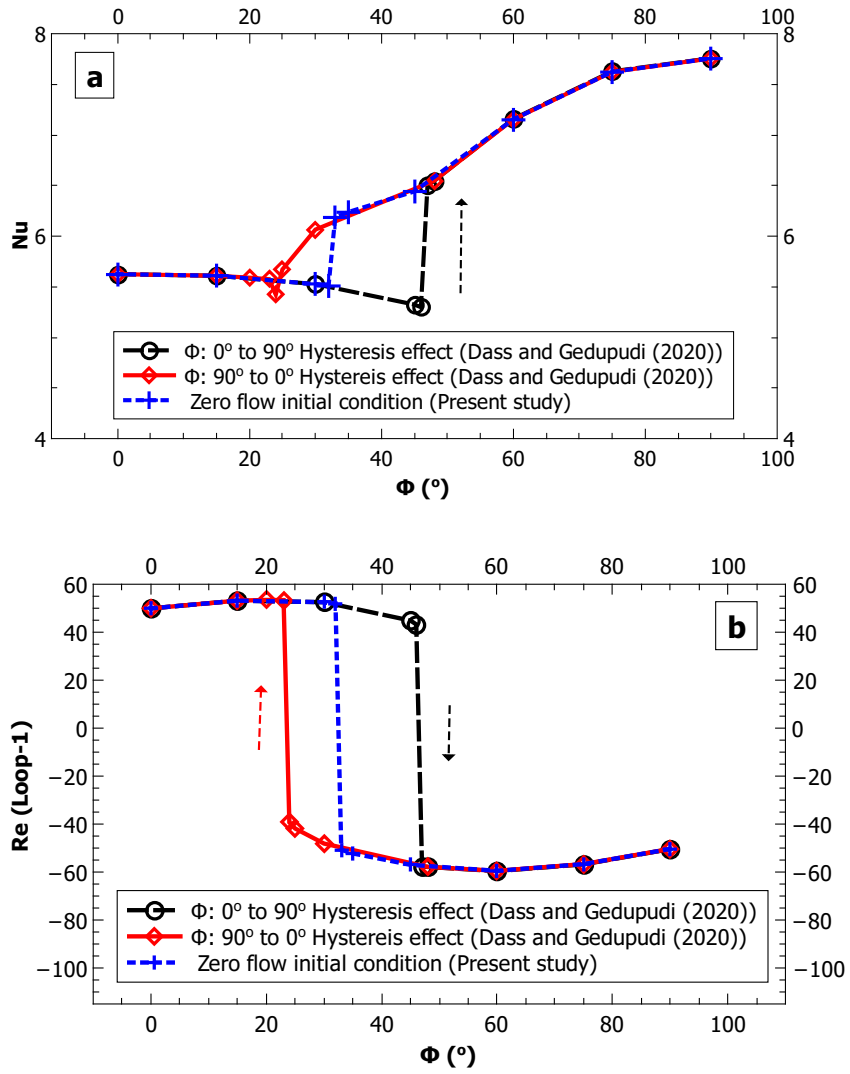 0 20 40 60 80 100
8 8
a
Nu
6 6
Φ: 0° to 90° Hysteresis effect (Dass and Gedupudi (2020))
Φ: 90° to 0° Hystereis effect (Dass and Gedupudi (2020))
Zero flow initial condition (Present study)
4 4
0 20 40 60 80 100
Φ (°)
0 20 40 60 80 100
60 60
b
40 40
20 20
0 0
Re (Loop-1)
−20 −20
−40 −40
−60 −60
−80 −80
−100 −100
Φ: 0° to 90° Hysteresis effect (Dass and Gedupudi (2020))
Φ: 90° to 0° Hystereis effect (Dass and Gedupudi (2020))
Zero flow initial condition (Present study)
0 20 40 60 80 100
Φ (°)